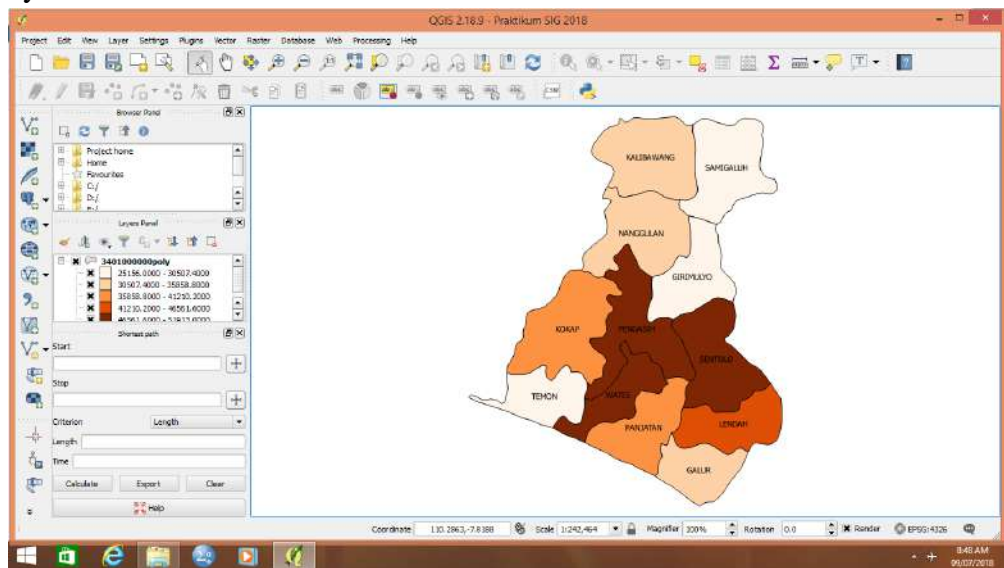 QGIS 2.18.9 - Praktikum SIG 2018
Project Edit View Layer Settings Plugins Vector Raster Database Web Processing Help
Browser Panel
Project home
Home
Favourites
C:/
D:/
Layers Panel
3401000000poly
25156.0000 - 30507.4000
30507.4000 - 35858.8000
35858.8000 - 41210.2000
41210.2000 - 46561.6000
Shortest path
Start
Stop
Criterion Length
Length
Time
Calculate Export Clear
Help
KALIBAWANG
SAMIGALUH
NANGGULAN
GIRIMULYO
KOKAP
PENGASIH
SENTOLO
TEMON
WATES
PANJATAN
LENDAH
GALUR
Coordinate 110.2863,-7.8188 Scale 1:242,464 Magnifier 100% Rotation 0.0 Render EPSG:4326
8:48 AM
09/07/2018